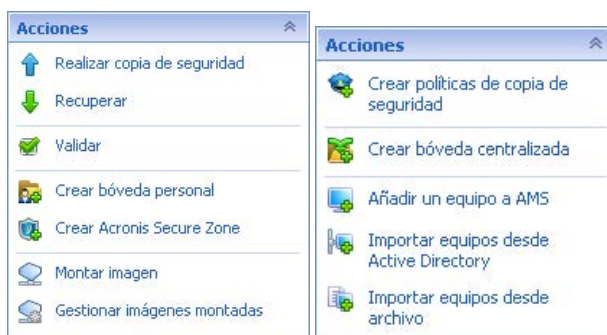 Acciones
Realizar copia de seguridad
Recuperar
Validar
Crear bóveda personal
Crear Acronis Secure Zone
Montar imagen
Gestionar imágenes montadas
Acciones
Crear políticas de copia de
seguridad
Crear bóveda centralizada
Añadir un equipo a AMS
Importar equipos desde
Active Directory
Importar equipos desde
archivo